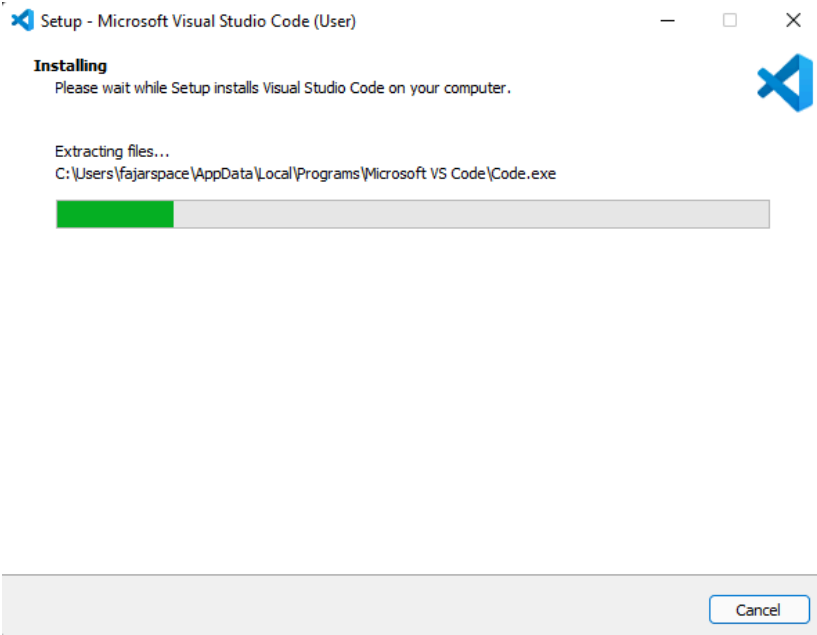 Setup - Microsoft Visual Studio Code (User)
Installing
Please wait while Setup installs Visual Studio Code on your computer.
Extracting files...
C:\Users\fajarspace\AppData\Local\Programs\Microsoft VS Code\Code.exe
Cancel